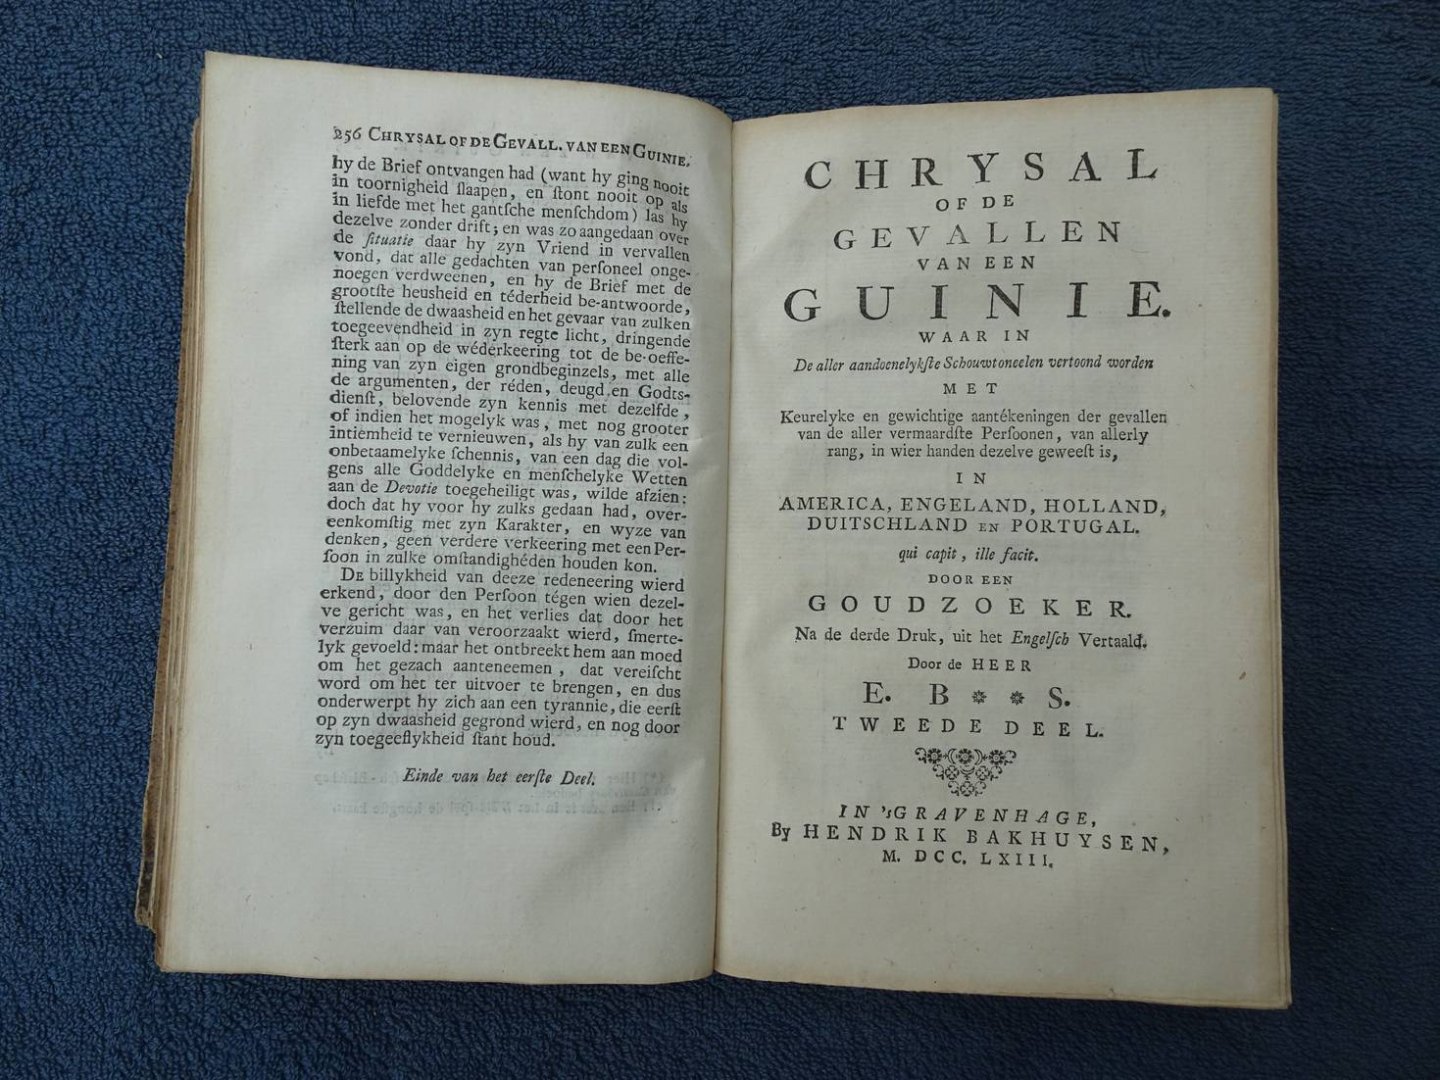 256 CHRYSAL OF DE GEVALL. VAN EEN GUINIE.
hy de Brief ontvangen had (want hy ging nooit
in toornigheid ſlaapen, en ſtont nooit op als
in liefde met het gantſche menſchdom) las hy
dezelve zonder drift; en was zo aangedaan over
de ſituatie daar hy zyn Vriend in vervallen
vond, dat alle gedachten van perſoneel onge-
noegen verdweenen, en hy de Brief met de
grootſte heusheid en téderheid be-antwoorde,
ſtellende de dwaasheid en het gevaar van zulken
toegeevendheid in zyn regte licht, dringende
ſterk aan op de wéderkeering tot de be-oeffe-
ning van zyn eigen grondbeginzels, met alle
de argumenten, der réden, deugd en Godts-
dienſt, belovende zyn kennis met dezelfde,
of indien het mogelyk was, met nog grooter
intiemheid te vernieuwen, als hy van zulk een
onbetaamelyke ſchennis, van een dag die vol-
gens alle Goddelyke en menſchelyke Wetten
aan de Devotie toegeheiligt was, wilde afzien:
doch dat hy voor hy zulks gedaan had, over-
eenkomſtig met zyn Karakter, en wyze van
denken, geen verdere verkeering met een Per-
ſoon in zulke omſtandighéden houden kon.
DE billykheid van deeze redeneering wierd
erkend, door den Perſoon tégen wien dezel-
ve gericht was, en het verlies dat door het
verzuim daar van veroorzaakt wierd, ſmerte-
lyk gevoeld: maar het ontbreekt hem aan moed
om het gezach aanteneemen, dat vereiſcht
word om het ter uitvoer te brengen, en dus
onderwerpt hy zich aan een tyrannie, die eerſt
op zyn dwaasheid gegrond wierd, en nog door
zyn toegeeflykheid ſtant houd.
Einde van het eerſte Deel.
CHRYSAL
OF DE
GEVALLEN
VAN EEN
GUINIE.
WAAR IN
De aller aandoenelykſte Schouwtoneelen vertoond worden
MET
Keurelyke en gewichtige aantékeningen der gevallen
van de aller vermaardſte Perſoonen, van allerly
rang, in wier handen dezelve geweeſt is,
IN
AMERICA, ENGELAND, HOLLAND,
DUITSCHLAND EN PORTUGAL.
qui capit, ille facit.
DOOR EEN
GOUDZOEKER.
Na de derde Druk, uit het Engelſch Vertaald.
Door de HEER
E. B * * S.
TWEEDE DEEL.
IN 'sGRAVENHAGE,
By HENDRIK BAKHUYSEN,
M. DCC. LXIII.